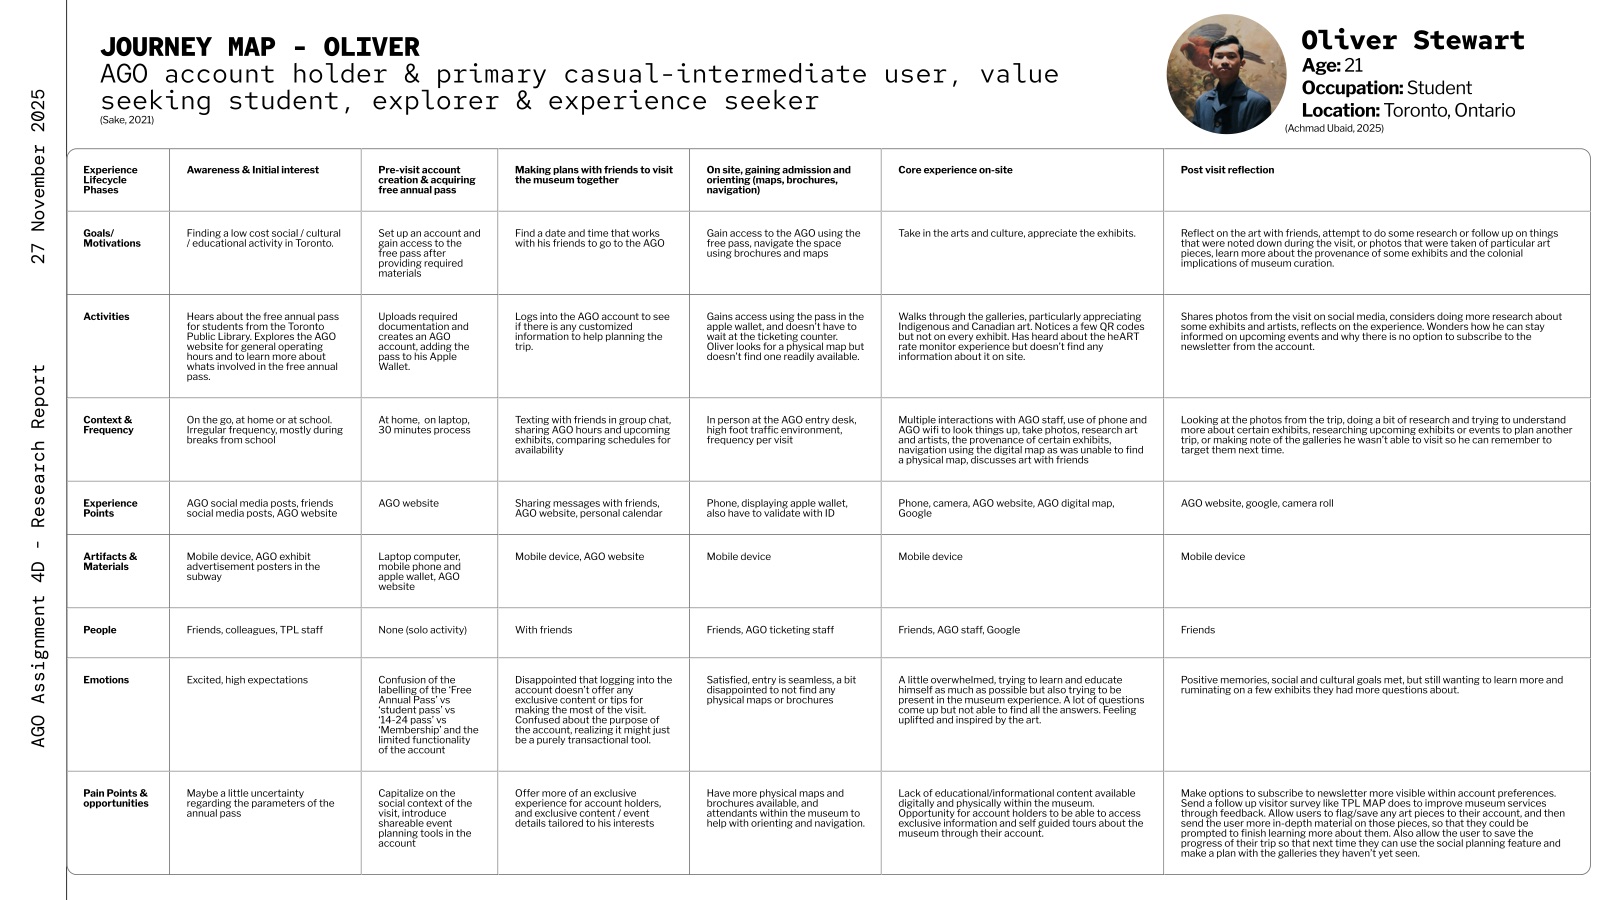 JOURNEY MAP - OLIVER
AGO account holder & primary casual-intermediate user, value
seeking student, explorer & experience seeker
(Sake, 2021)
Oliver Stewart
Age: 21
Occupation: Student
Location: Toronto, Ontario
(Achmad Ubaid, 2025)
27 November 2025
AGO Assignment 4D - Research Report
Experience
Lifecycle
Phases
Awareness & Initial interest
Pre-visit account
creation & acquiring
free annual pass
Making plans with friends to visit
the museum together
On site, gaining admission and
orienting (maps, brochures,
navigation)
Core experience on-site
Post visit reflection
Goals/
Motivations
Finding a low cost social / cultural
/ educational activity in Toronto.
Set up an account and
gain access to the
free pass after
providing required
materials
Find a date and time that works
with his friends to go to the AGO
Gain access to the AGO using the
free pass, navigate the space
using brochures and maps
Take in the arts and culture, appreciate the exhibits.
Reflect on the art with friends, attempt to do some research or follow up on things
that were noted down during the visit, or photos that were taken of particular art
pieces, learn more about the provenance of some exhibits and the colonial
implications of museum curation.
Activities
Hears about the free annual pass
for students from the Toronto
Public Library. Explores the AGO
website for general operating
hours and to learn more about
whats involved in the free annual
pass.
Uploads required
documentation and
creates an AGO
account, adding the
pass to his Apple
Wallet.
Logs into the AGO account to see
if there is any customized
information to help planning the
trip.
Gains access using the pass in the
apple wallet, and doesn't have to
wait at the ticketing counter.
Oliver looks for a physical map but
doesn't find one readily available.
Walks through the galleries, particularly appreciating
Indigenous and Canadian art. Notices a few QR codes
but not on every exhibit. Has heard about the heART
rate monitor experience but doesn't find any
information about it on site.
Shares photos from the visit on social media, considers doing more research about
some exhibits and artists, reflects on the experience. Wonders how he can stay
informed on upcoming events and why there is no option to subscribe to the
newsletter from the account.
Context &
Frequency
On the go, at home or at school.
Irregular frequency, mostly during
breaks from school
At home,  on laptop,
30 minutes process
Texting with friends in group chat,
sharing AGO hours and upcoming
exhibits, comparing schedules for
availability
In person at the AGO entry desk,
high foot traffic environment,
frequency per visit
Multiple interactions with AGO staff, use of phone and
AGO wifi to look things up, take photos, research art
and artists, the provenance of certain exhibits,
navigation using the digital map as was unable to find
a physical map, discusses art with friends
Looking at the photos from the trip, doing a bit of research and trying to understand
more about certain exhibits, researching upcoming exhibits or events to plan another
trip, or making note of the galleries he wasn't able to visit so he can remember to
target them next time.
Experience
Points
AGO social media posts, friends
social media posts, AGO website
AGO website
Sharing messages with friends,
AGO website, personal calendar
Phone, displaying apple wallet,
also have to validate with ID
Phone, camera, AGO website, AGO digital map,
Google
AGO website, google, camera roll
Artifacts &
Materials
Mobile device, AGO exhibit
advertisement posters in the
subway
Laptop computer,
mobile phone and
apple wallet, AGO
website
Mobile device, AGO website
Mobile device
Mobile device
Mobile device
People
Friends, colleagues, TPL staff
None (solo activity)
With friends
Friends, AGO ticketing staff
Friends, AGO staff, Google
Friends
Emotions
Excited, high expectations
Confusion of the
labelling of the 'Free
Annual Pass' vs
'student pass' vs
'14-24 pass' vs
'Membership' and the
limited functionality
of the account
Disappointed that logging into the
account doesn't offer any
exclusive content or tips for
making the most of the visit.
Confused about the purpose of
the account, realizing it might just
be a purely transactional tool.
Satisfied, entry is seamless, a bit
disappointed to not find any
physical maps or brochures
A little overwhelmed, trying to learn and educate
himself as much as possible but also trying to be
present in the museum experience. A lot of questions
come up but not able to find all the answers. Feeling
uplifted and inspired by the art.
Positive memories, social and cultural goals met, but still wanting to learn more and
ruminating on a few exhibits they had more questions about.
Pain Points &
opportunities
Maybe a little uncertainty
regarding the parameters of the
annual pass
Capitalize on the
social context of the
visit, introduce
shareable event
planning tools in the
account
Offer more of an exclusive
experience for account holders,
and exclusive content / event
details tailored to his interests
Have more physical maps and
brochures available, and
attendants within the museum to
help with orienting and navigation.
Lack of educational/informational content available
digitally and physically within the museum.
Opportunity for account holders to be able to access
exclusive information and self guided tours about the
museum through their account.
Make options to subscribe to newsletter more visible within account preferences.
Send a follow up visitor survey like TPL MAP does to improve museum services
through feedback. Allow users to flag/save any art pieces to their account, and then
send the user more in-depth material on those pieces, so that they could be
prompted to finish learning more about them. Also allow the user to save the
progress of their trip so that next time they can use the social planning feature and
make a plan with the galleries they haven't yet seen.